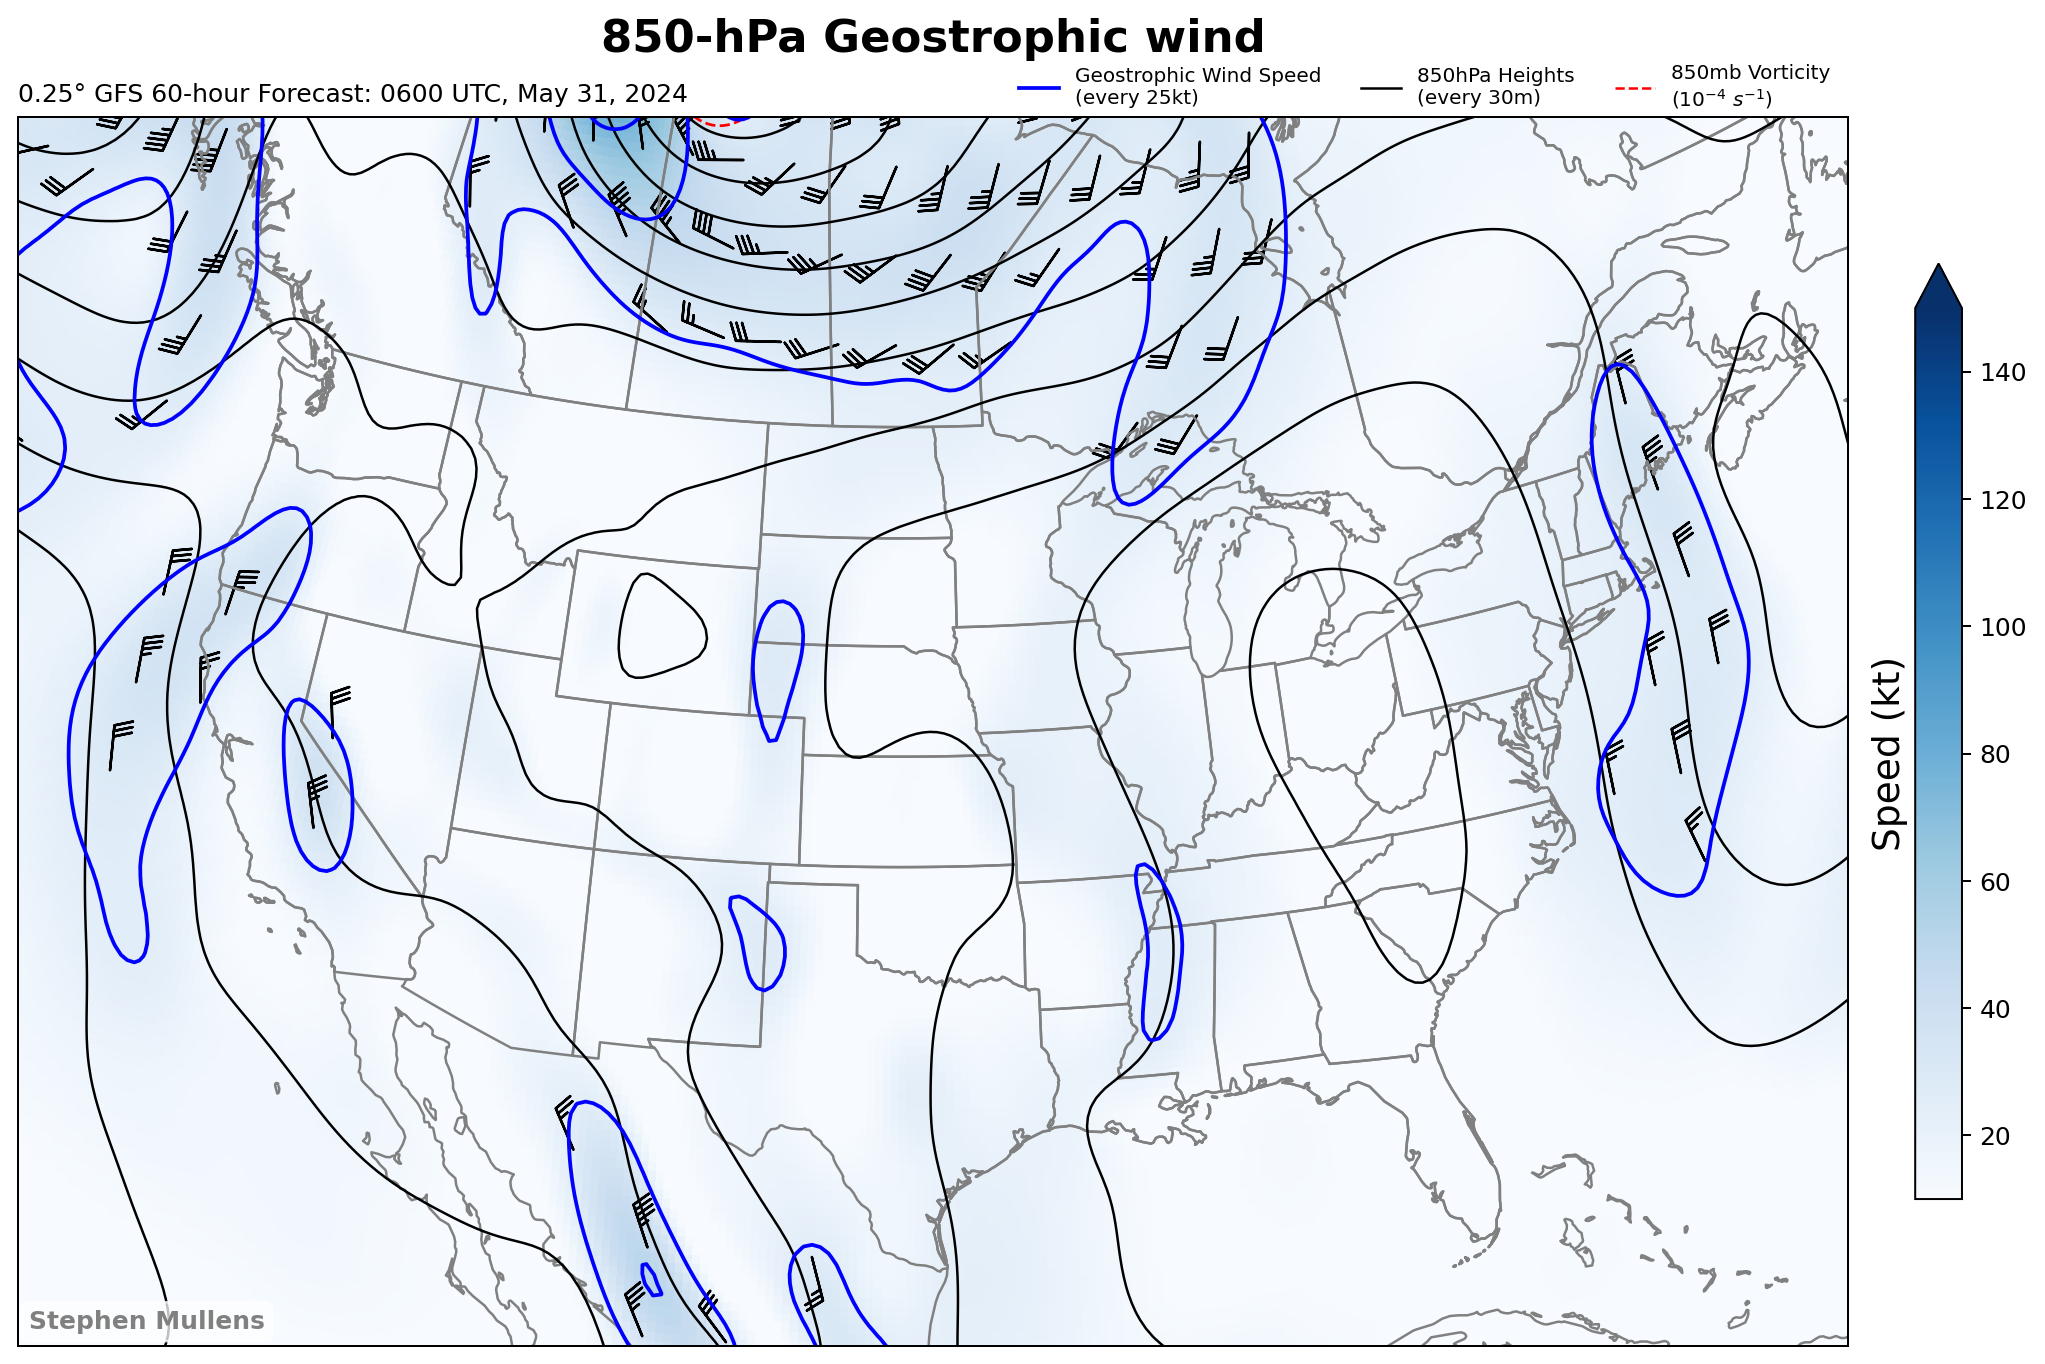 850-hPa Geostrophic wind
0.25° GFS 60-hour Forecast: 0600 UTC, May 31, 2024
Geostrophic Wind Speed
(every 25kt)
850hPa Heights
(every 30m)
850mb Vorticity
(10⁻⁴ s⁻¹)
140
120
100
80
60
40
20
Speed (kt)
Stephen Mullens